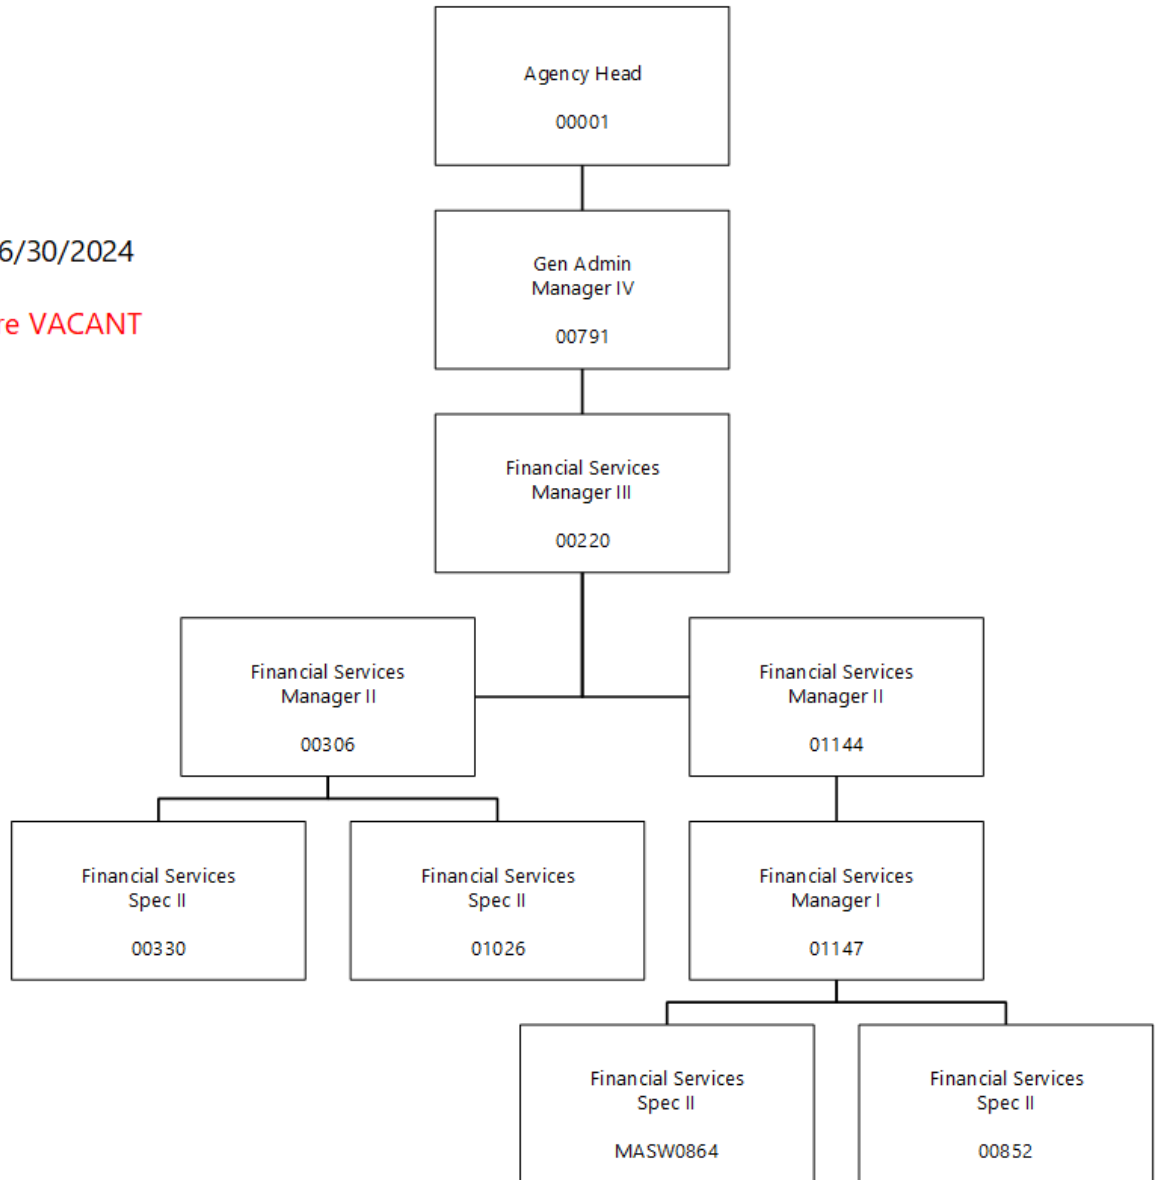 Agency Head
00001
6/30/2024
re VACANT
Gen Admin
Manager IV
00791
Financial Services
Manager III
00220
Financial Services
Manager II
00306
Financial Services
Manager II
01144
Financial Services
Spec II
00330
Financial Services
Spec II
01026
Financial Services
Manager I
01147
Financial Services
Spec II
MASW0864
Financial Services
Spec II
00852